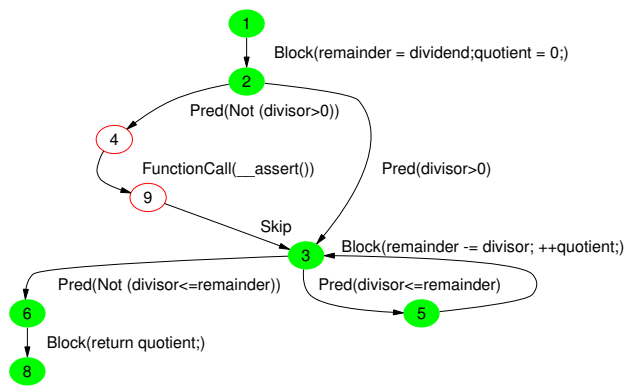 1
Block(remainder = dividend;quotient = 0;)
2
Pred(Not (divisor>0))
4
FunctionCall(__assert())
Pred(divisor>0)
9
Skip
Block(remainder -= divisor; ++quotient;)
3
Pred(Not (divisor<=remainder))
Pred(divisor<=remainder)
6
5
Block(return quotient;)
8